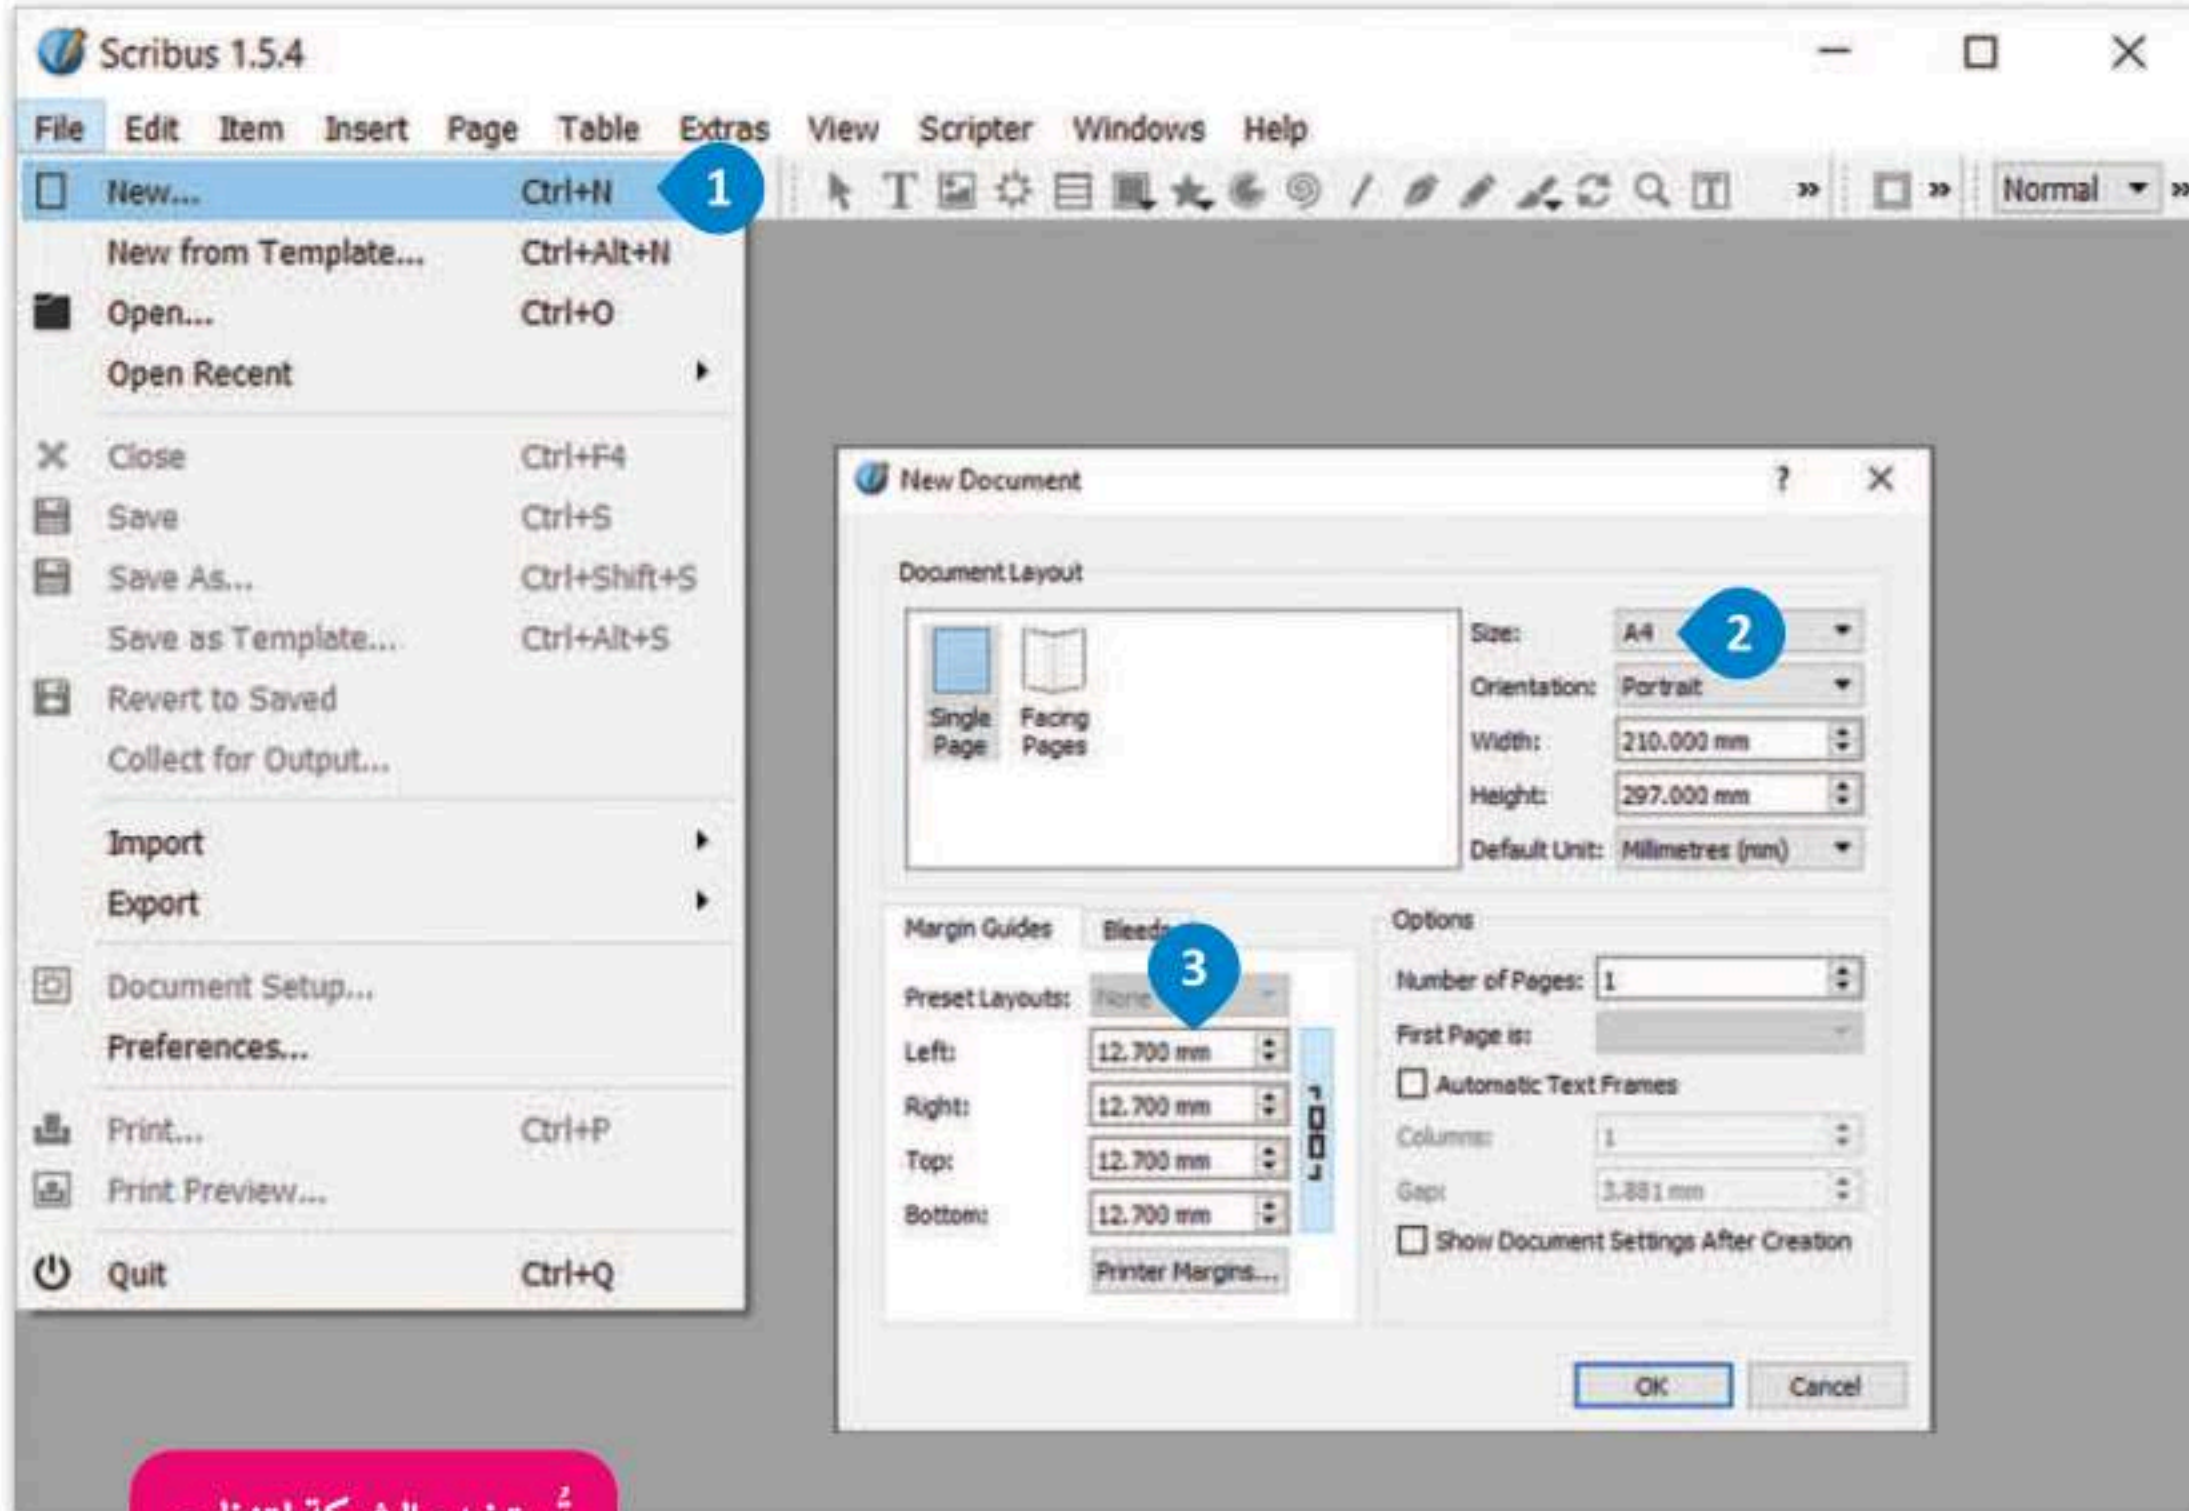 Scribus 1.5.4
File Edit Item Insert Page Table Extras View Scripter Windows Help
New... Ctrl+N 1
Normal
New from Template... Ctrl+Alt+N
Open... Ctrl+O
Open Recent
Close Ctrl+F4
Save Ctrl+S
Save As... Ctrl+Shift+S
Save as Template... Ctrl+Alt+S
Revert to Saved
Collect for Output...
Import
Export
Document Setup...
Preferences...
Print... Ctrl+P
Print Preview...
Quit Ctrl+Q
New Document
Document Layout
Single Page
Facing Pages
Size: A4 2
Orientation: Portrait
Width: 210.000 mm
Height: 297.000 mm
Default Unit: Millimetres (mm)
Margin Guides Bleeds
3
Preset Layouts: None
Left: 12.700 mm
Right: 12.700 mm
Top: 12.700 mm
Bottom: 12.700 mm
Printer Margins...
Options
Number of Pages: 1
First Page is:
Automatic Text Frames
Columns: 1
Gap: 3.881 mm
Show Document Settings After Creation
OK Cancel